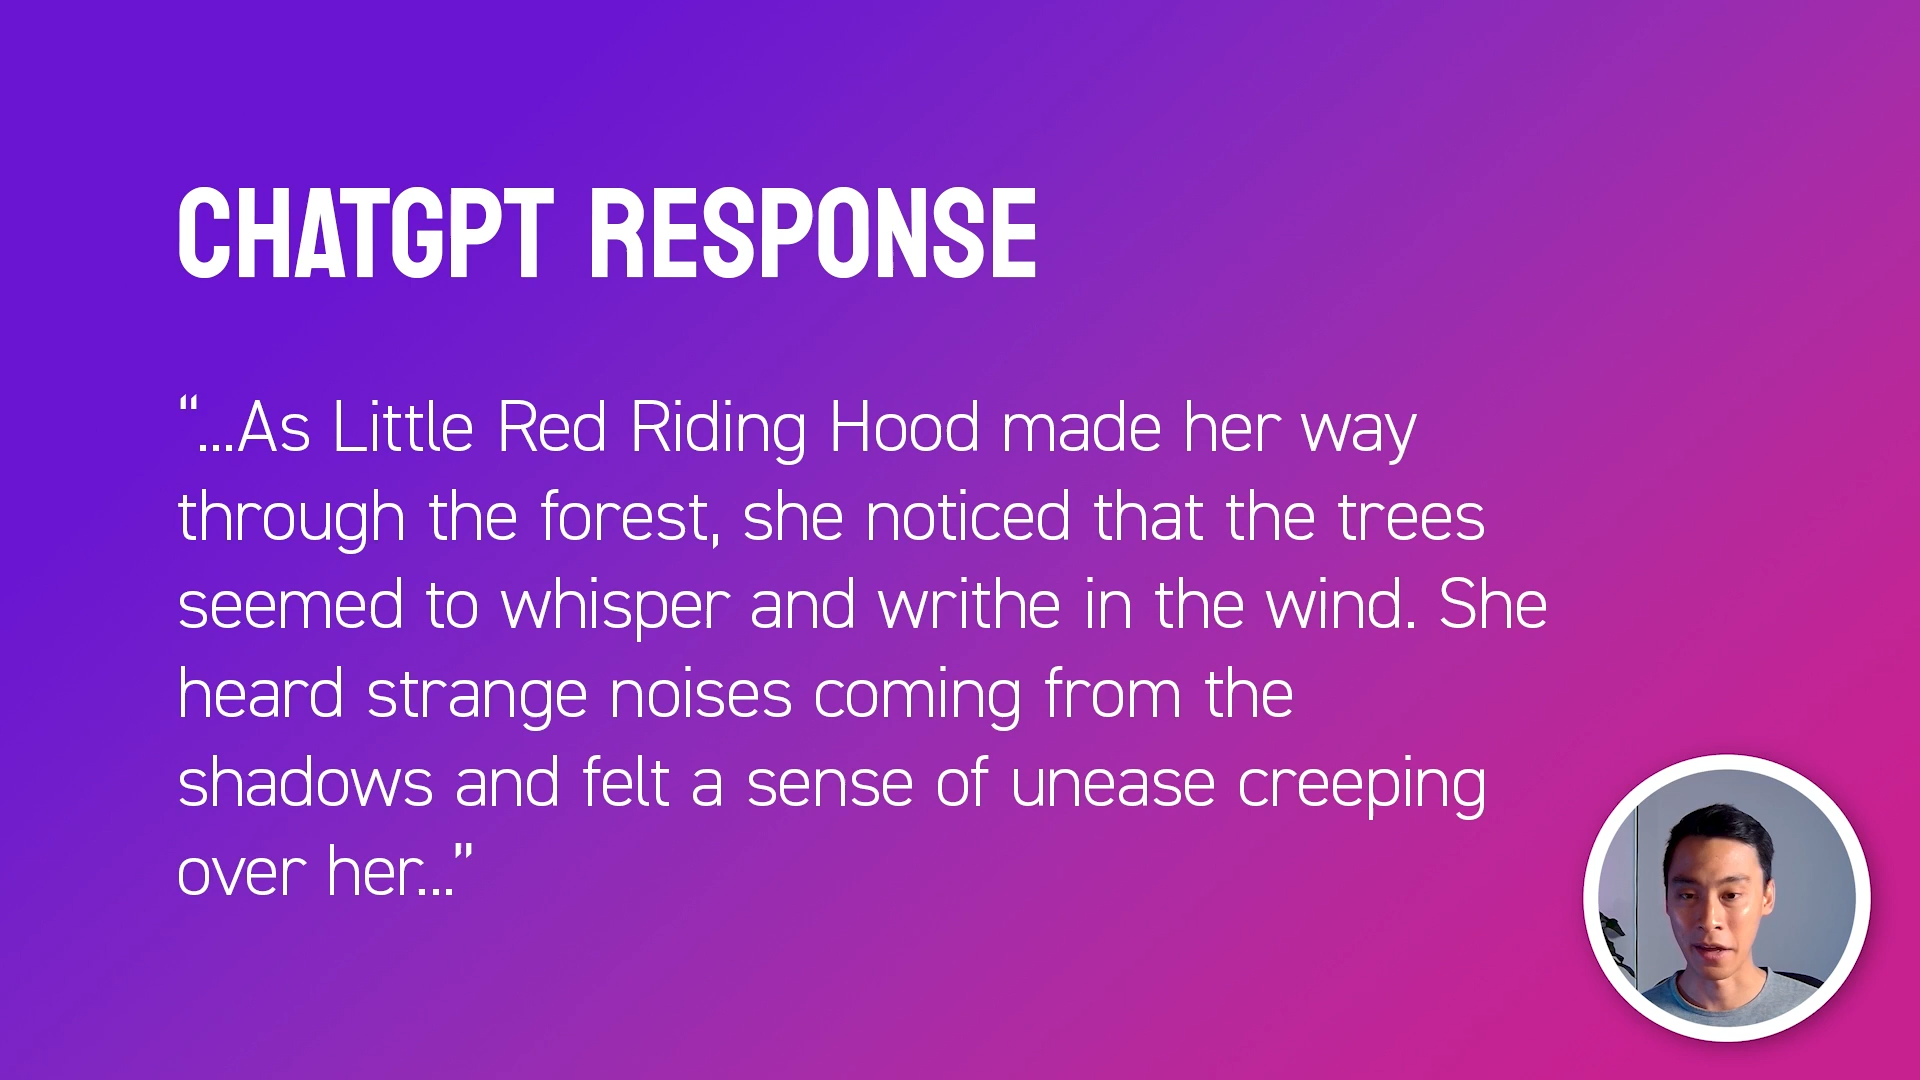 CHATGPT RESPONSE
“...As Little Red Riding Hood made her way
through the forest, she noticed that the trees
seemed to whisper and writhe in the wind. She
heard strange noises coming from the
shadows and felt a sense of unease creeping
over her...”